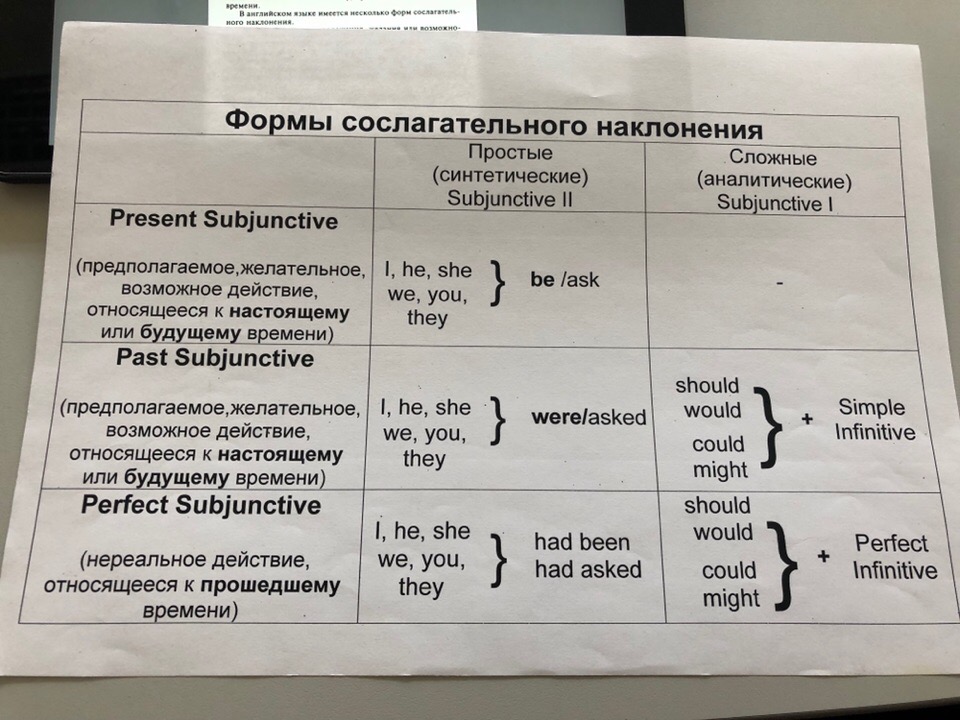 времени.
В английском языке имеется несколько форм сослагатель-
ного наклонения.
или возможно-
Формы сослагательного наклонения
Простые
(синтетические)
Subjunctive II
Сложные
(аналитические)
Subjunctive I
Present Subjunctive
(предполагаемое,желательное,
возможное действие,
относящееся к настоящему
или будущему времени)
I, he, she
we, you,
they
} be /ask
-
Past Subjunctive
(предполагаемое,желательное,
возможное действие,
относящееся к настоящему
или будущему времени)
I, he, she
we, you,
they
} were/asked
should
would
could
might
} + Simple
Infinitive
Perfect Subjunctive
(нереальное действие,
относящееся к прошедшему
времени)
I, he, she
we, you,
they
} had been
had asked
should
would
could
might
} + Perfect
Infinitive